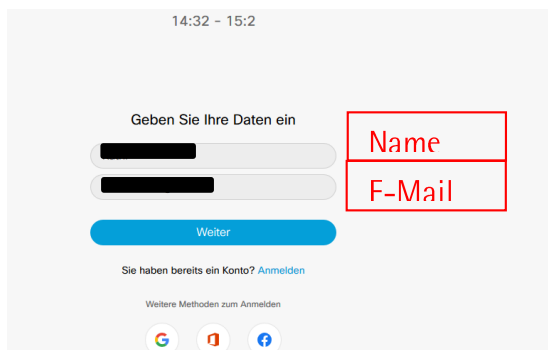 14:32 - 15:2
Geben Sie Ihre Daten ein
Name
E-Mail
Weiter
Sie haben bereits ein Konto? Anmelden
Weitere Methoden zum Anmelden